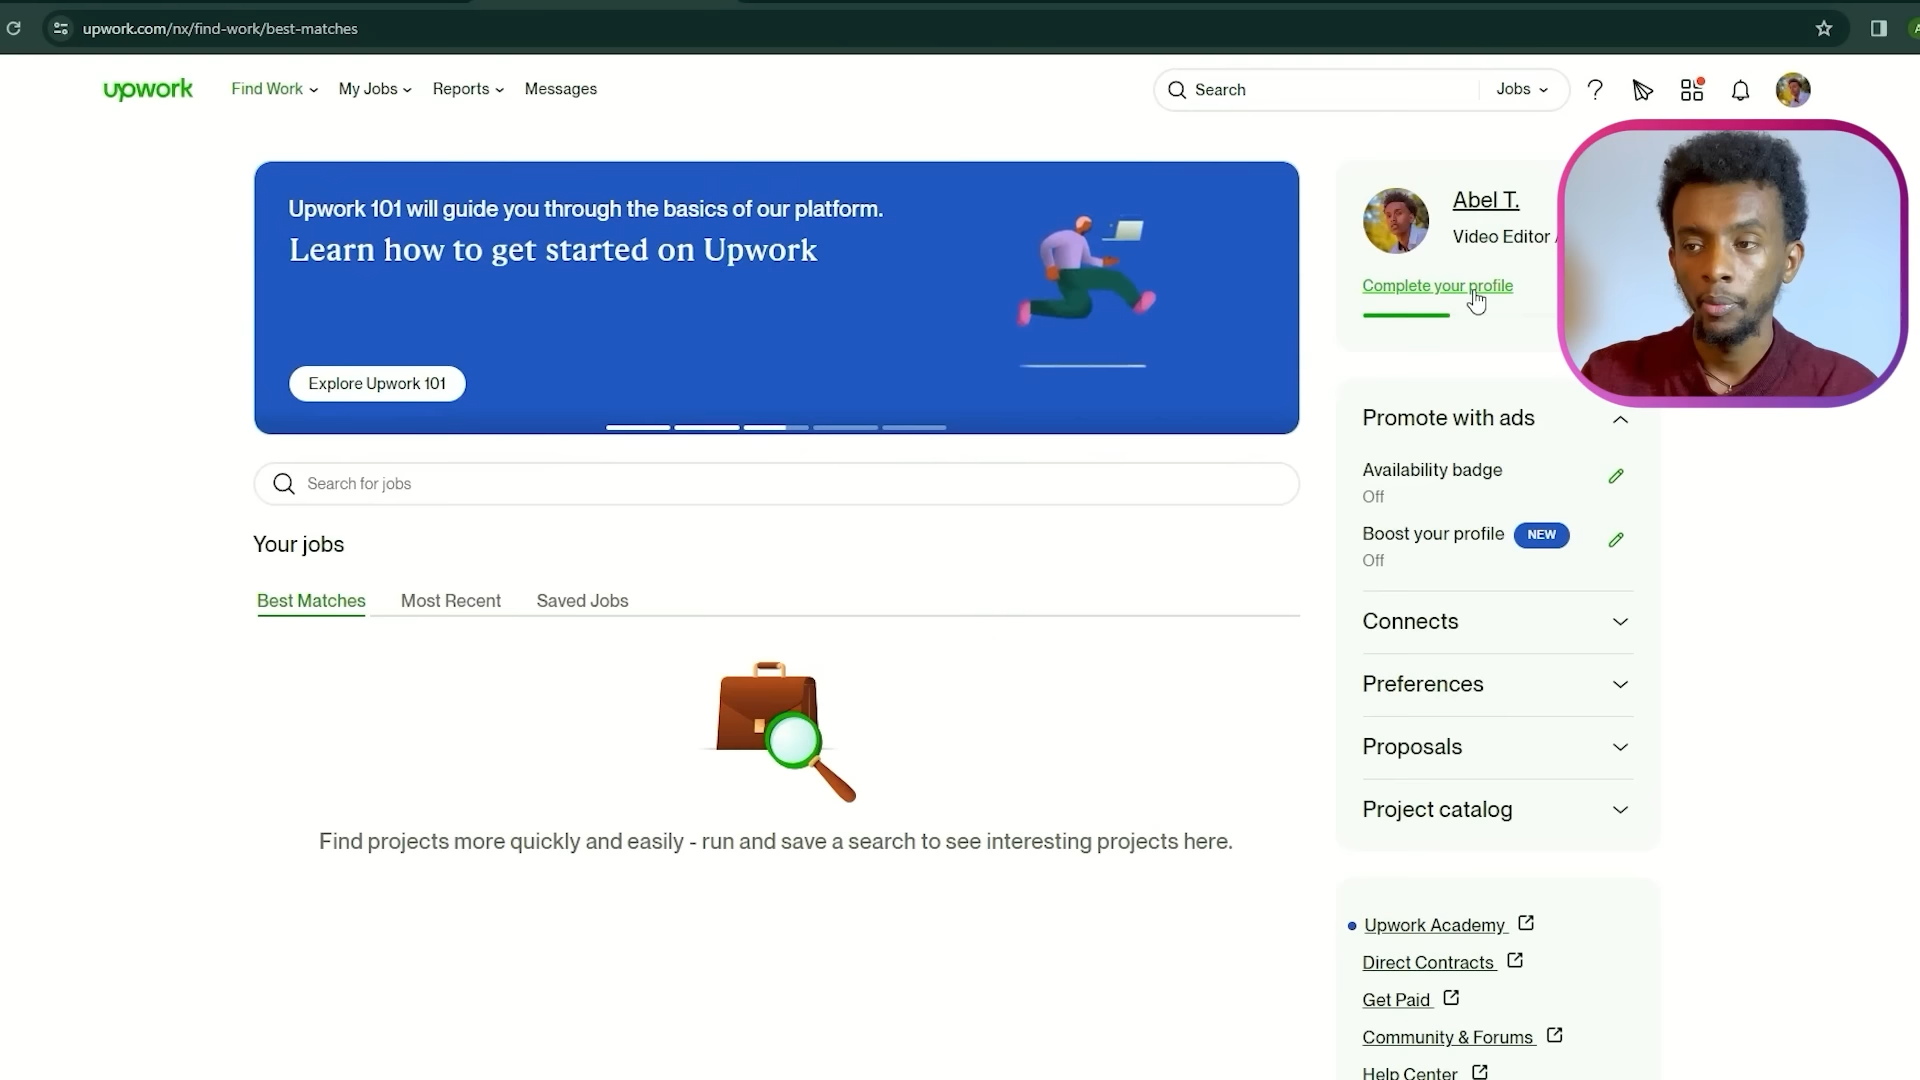 upwork.com/nx/find-work/best-matches
upwork
Find Work
My Jobs
Reports
Messages
Search
Jobs
Upwork 101 will guide you through the basics of our platform.
Learn how to get started on Upwork
Explore Upwork 101
Abel T.
Video Editor
Complete your profile
Promote with ads
Availability badge
Off
Boost your profile NEW
Off
Connects
Preferences
Proposals
Project catalog
Search for jobs
Your jobs
Best Matches
Most Recent
Saved Jobs
Find projects more quickly and easily - run and save a search to see interesting projects here.
Upwork Academy
Direct Contracts
Get Paid
Community & Forums
Help Center